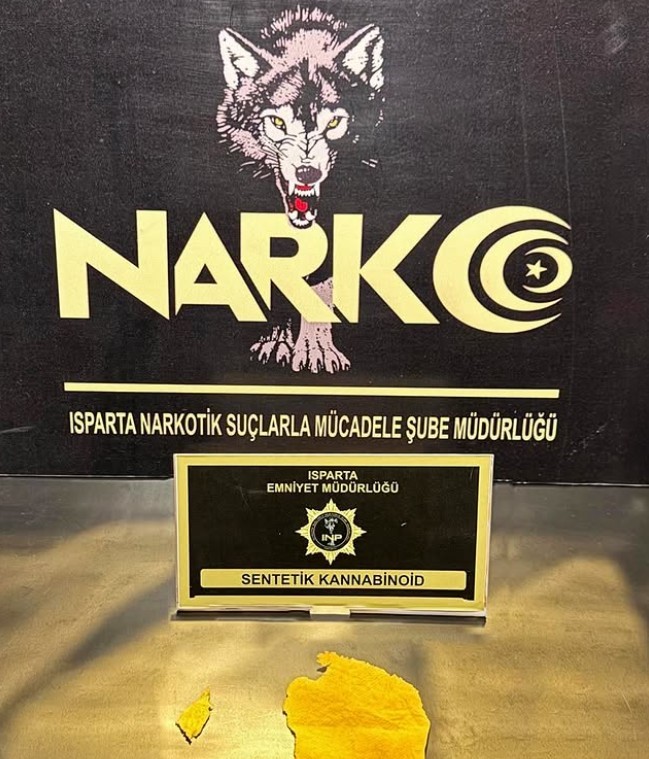 NARKO
ISPARTA NARKOTİK SUÇLARLA MÜCADELE ŞUBE MÜDÜRLÜĞÜ
ISPARTA
EMNİYET MÜDÜRLÜĞÜ
INP
SENTETİK KANNABİNOİD